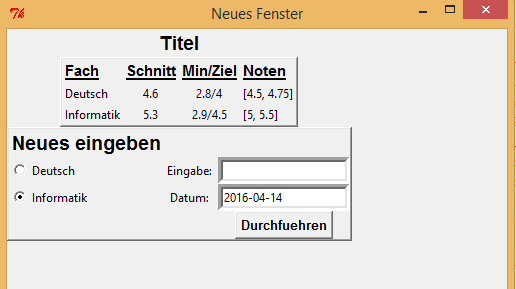 Neues Fenster
Titel
Fach Schnitt Min/Ziel Noten
Deutsch 4.6 2.8/4 [4.5, 4.75]
Informatik 5.3 2.9/4.5 [5, 5.5]
Neues eingeben
Deutsch Eingabe:
Informatik Datum: 2016-04-14
Durchfuehren